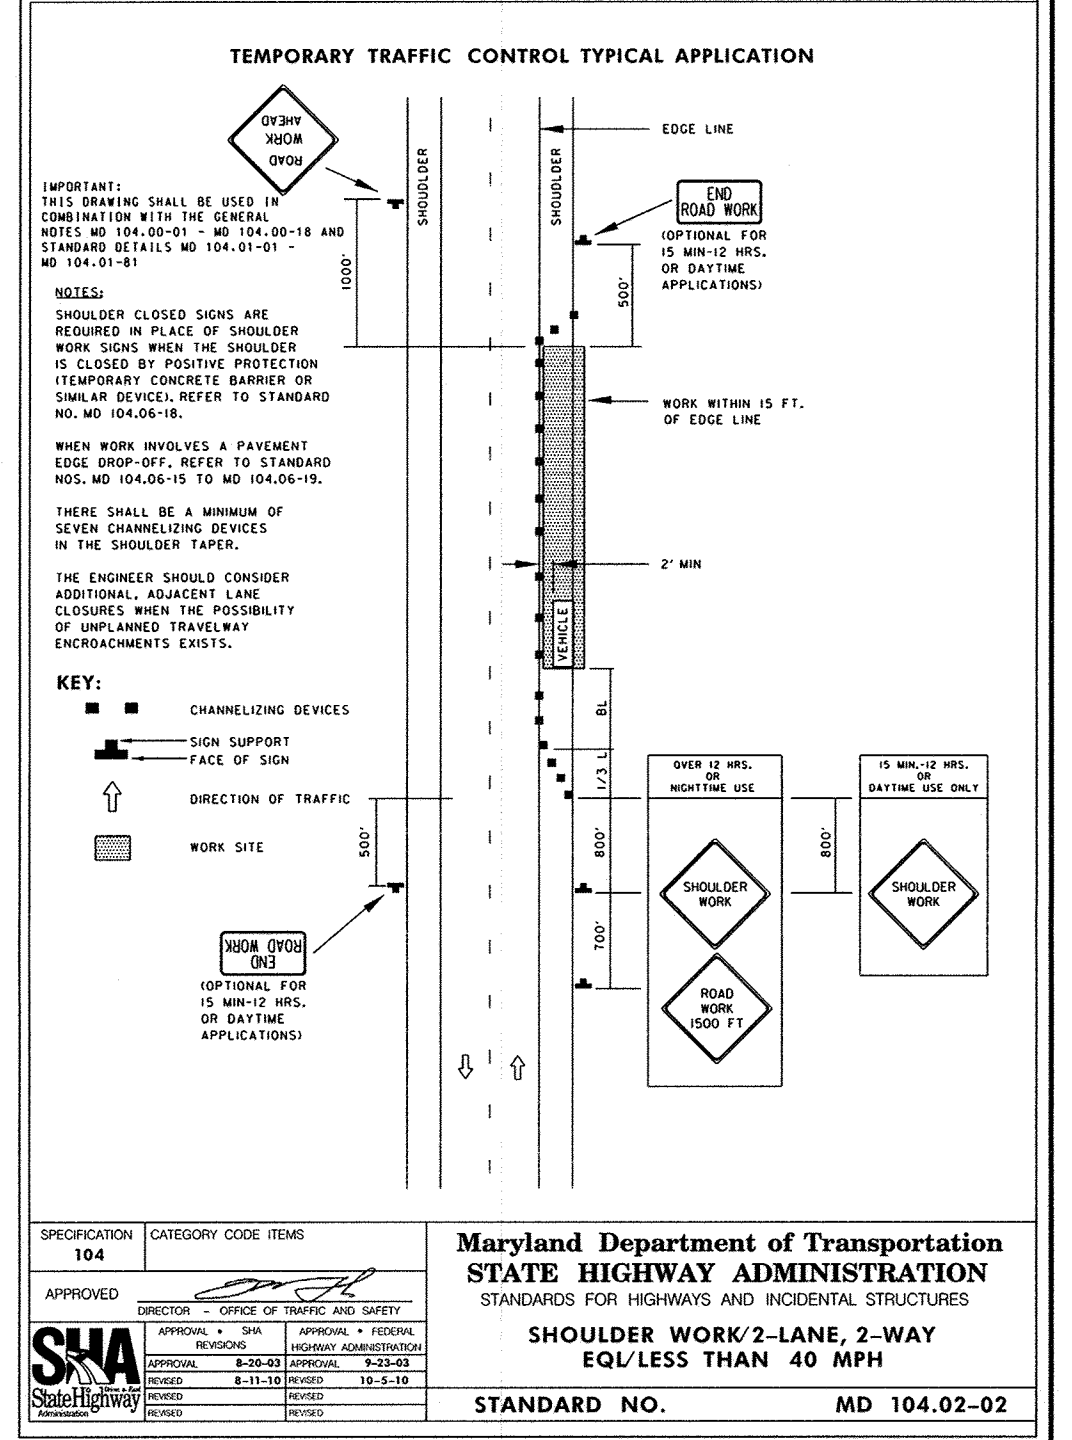 TEMPORARY TRAFFIC CONTROL TYPICAL APPLICATION
ROAD
WORK
AHEAD
SHOUDLER
SHOUDLER
EDGE LINE
END
ROAD WORK
(OPTIONAL FOR
15 MIN-12 HRS.
OR DAYTIME
APPLICATIONS)
1000'
500'
IMPORTANT:
THIS DRAWING SHALL BE USED IN
COMBINATION WITH THE GENERAL
NOTES MD 104.00-01 - MD 104.00-18 AND
STANDARD DETAILS MD 104.01-01 -
MD 104.01-81
NOTES:
SHOULDER CLOSED SIGNS ARE
REQUIRED IN PLACE OF SHOULDER
WORK SIGNS WHEN THE SHOULDER
IS CLOSED BY POSITIVE PROTECTION
(TEMPORARY CONCRETE BARRIER OR
SIMILAR DEVICE). REFER TO STANDARD
NO. MD 104.06-18.
WHEN WORK INVOLVES A PAVEMENT
EDGE DROP-OFF, REFER TO STANDARD
NOS. MD 104.06-15 TO MD 104.06-19.
THERE SHALL BE A MINIMUM OF
SEVEN CHANNELIZING DEVICES
IN THE SHOULDER TAPER.
THE ENGINEER SHOULD CONSIDER
ADDITIONAL, ADJACENT LANE
CLOSURES WHEN THE POSSIBILITY
OF UNPLANNED TRAVELWAY
ENCROACHMENTS EXISTS.
WORK WITHIN 15 FT.
OF EDGE LINE
2' MIN
VEHICLE
BL
1/3 L
800'
700'
KEY:
CHANNELIZING DEVICES
SIGN SUPPORT
FACE OF SIGN
DIRECTION OF TRAFFIC
WORK SITE
500'
END
ROAD WORK
(OPTIONAL FOR
15 MIN-12 HRS.
OR DAYTIME
APPLICATIONS)
OVER 12 HRS.
OR
NIGHTTIME USE
SHOULDER
WORK
ROAD
WORK
1500 FT
800'
15 MIN.-12 HRS.
OR
DAYTIME USE ONLY
SHOULDER
WORK
SPECIFICATION
104
CATEGORY CODE ITEMS
APPROVED
DIRECTOR - OFFICE OF TRAFFIC AND SAFETY
SHA
StateHighway
Administration
APPROVAL • SHA
REVISIONS
APPROVAL • FEDERAL
HIGHWAY ADMINISTRATION
APPROVAL 8-20-03 APPROVAL 9-23-03
REVISED 8-11-10 REVISED 10-5-10
REVISED REVISED
REVISED REVISED
Maryland Department of Transportation
STATE HIGHWAY ADMINISTRATION
STANDARDS FOR HIGHWAYS AND INCIDENTAL STRUCTURES
SHOULDER WORK/2-LANE, 2-WAY
EQL/LESS THAN 40 MPH
STANDARD NO. MD 104.02-02